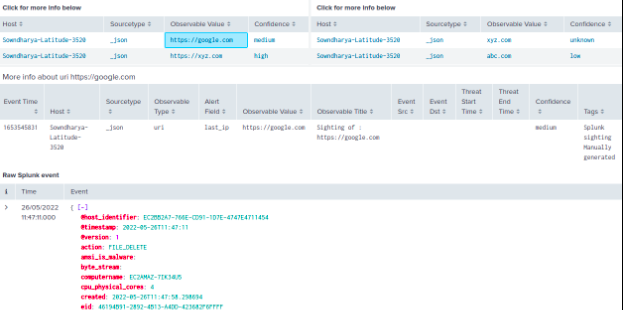 Click for more info below
Click for more info below
Host Sourcetype Observable Value Confidence
Host Sourcetype Observable Value Confidence
Sowndharya-Latitude-3520 _json https://google.com medium
Sowndharya-Latitude-3520 _json xyz.com unknown
Sowndharya-Latitude-3520 _json https://xyz.com high
Sowndharya-Latitude-3520 _json abc.com low
More info about uri https://google.com
Event Time Host Sourcetype Observable Type Alert Field Observable Value Observable Title Event Src Event Dst Threat Start Time Threat End Time Confidence Tags
1653545831 Sowndharya-Latitude-3520 _json uri last_ip https://google.com Sighting of : https://google.com medium Splunk sighting Manually generated
Raw Splunk event
i Time Event
> 26/05/2022 11:47:11.000 { [-]
@host_identifier: EC2BB2A7-766E-CD91-1D7E-4747E4711454
@timestamp: 2022-05-26T11:47:11
@version: 1
action: FILE_DELETE
amsi_is_malware:
byte_stream:
computername: EC2AMAZ-7IK34U5
cpu_physical_cores: 4
created: 2022-05-26T11:47:50.298694
eid: 46194B91-2892-4B13-A4DD-423682F6FFFF